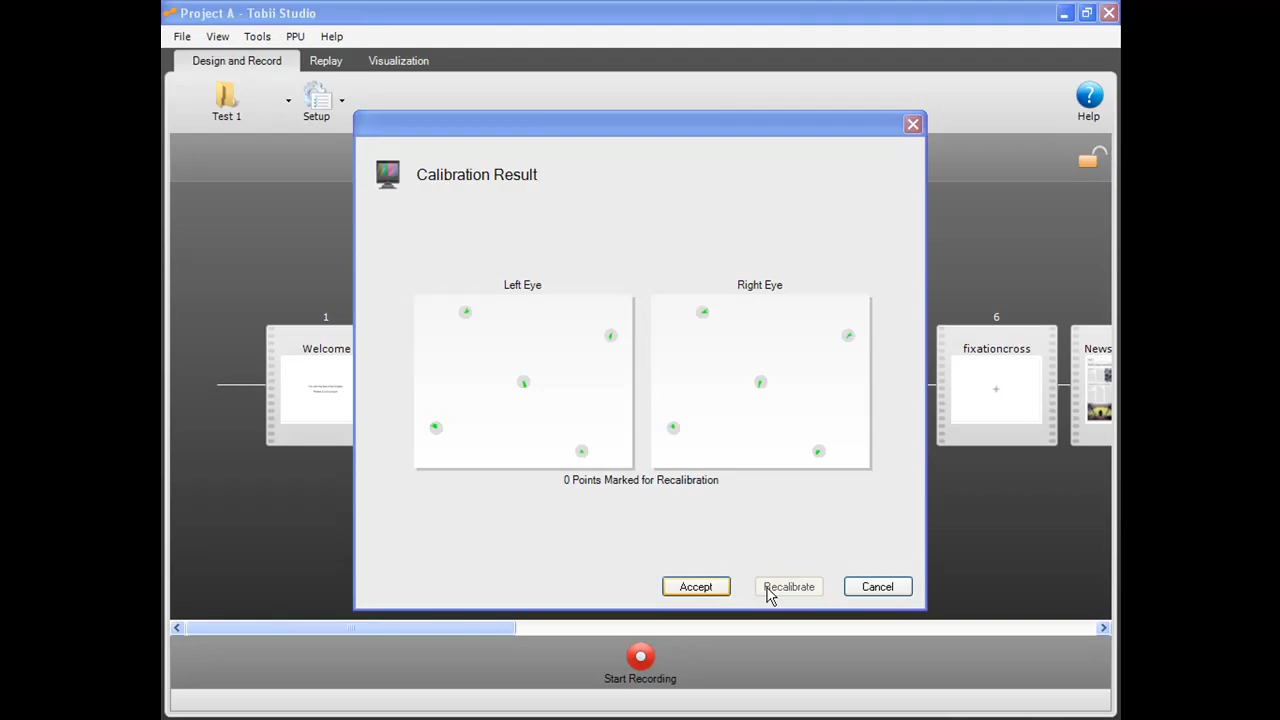 Project A - Tobii Studio
File View Tools PPU Help
Design and Record Replay Visualization
Test 1 Setup Help
Calibration Result
Left Eye Right Eye
1 6
Welcome fixationcross News
0 Points Marked for Recalibration
Accept Recalibrate Cancel
Start Recording